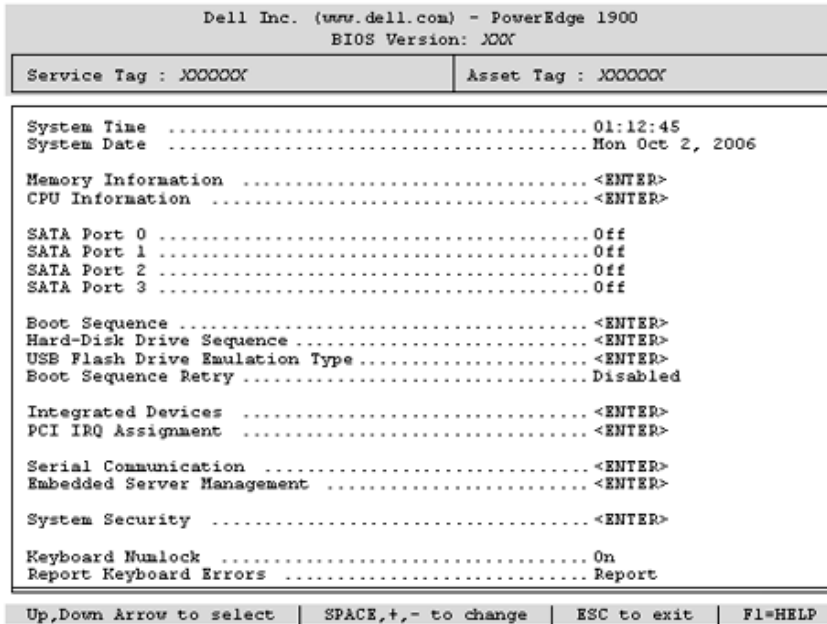 Dell Inc. (www.dell.com) - PowerEdge 1900
BIOS Version: XXX
Service Tag : XXXXXX Asset Tag : XXXXXX
System Time ........................................ 01:12:45
System Date ........................................ Mon Oct 2, 2006
Memory Information ................................. <ENTER>
CPU Information .................................... <ENTER>
SATA Port 0 ......................................... Off
SATA Port 1 ......................................... Off
SATA Port 2 ......................................... Off
SATA Port 3 ......................................... Off
Boot Sequence ....................................... <ENTER>
Hard-Disk Drive Sequence ............................ <ENTER>
USB Flash Drive Emulation Type ...................... <ENTER>
Boot Sequence Retry ................................. Disabled
Integrated Devices ................................. <ENTER>
PCI IRQ Assignment ................................. <ENTER>
Serial Communication ............................... <ENTER>
Embedded Server Management ......................... <ENTER>
System Security .................................... <ENTER>
Keyboard Numlock ................................... On
Report Keyboard Errors ............................. Report
Up,Down Arrow to select | SPACE,+,- to change | ESC to exit | F1=HELP